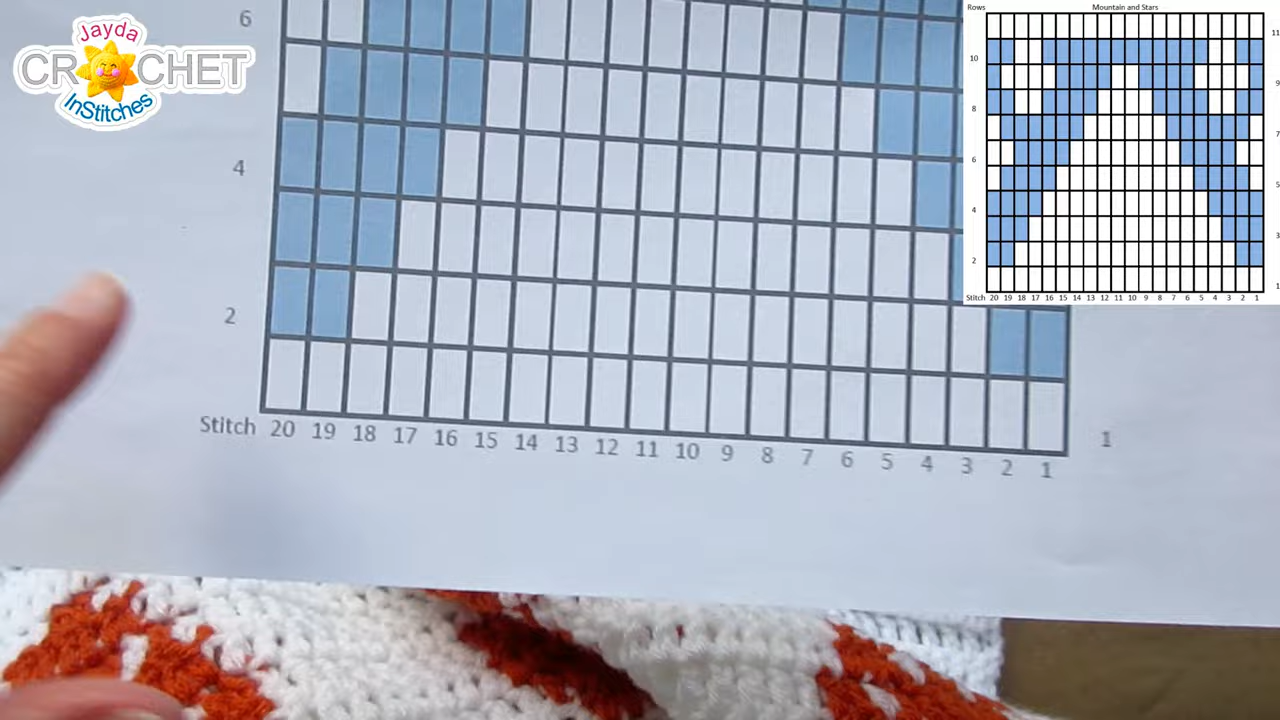 Jayda
CROCHET
InStitches
6
4
2
1
Stitch 20 19 18 17 16 15 14 13 12 11 10 9 8 7 6 5 4 3 2 1
Rows Mountain and Stars
11
10
9
8
7
6
5
4
3
2
1
Stitch 20 19 18 17 16 15 14 13 12 11 10 9 8 7 6 5 4 3 2 1